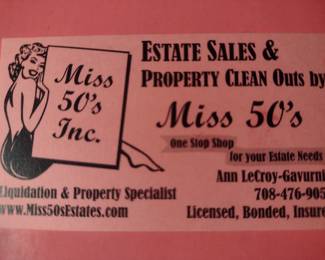 ESTATE SALES &
PROPERTY CLEAN Outs by
Miss
50's
Inc.
Miss 50's
One Stop Shop
for your Estate Needs
Liquidation & Property Specialist
Ann LeCroy-Gavurni
www.Miss50sEstates.com
708-476-905
Licensed, Bonded, Insure